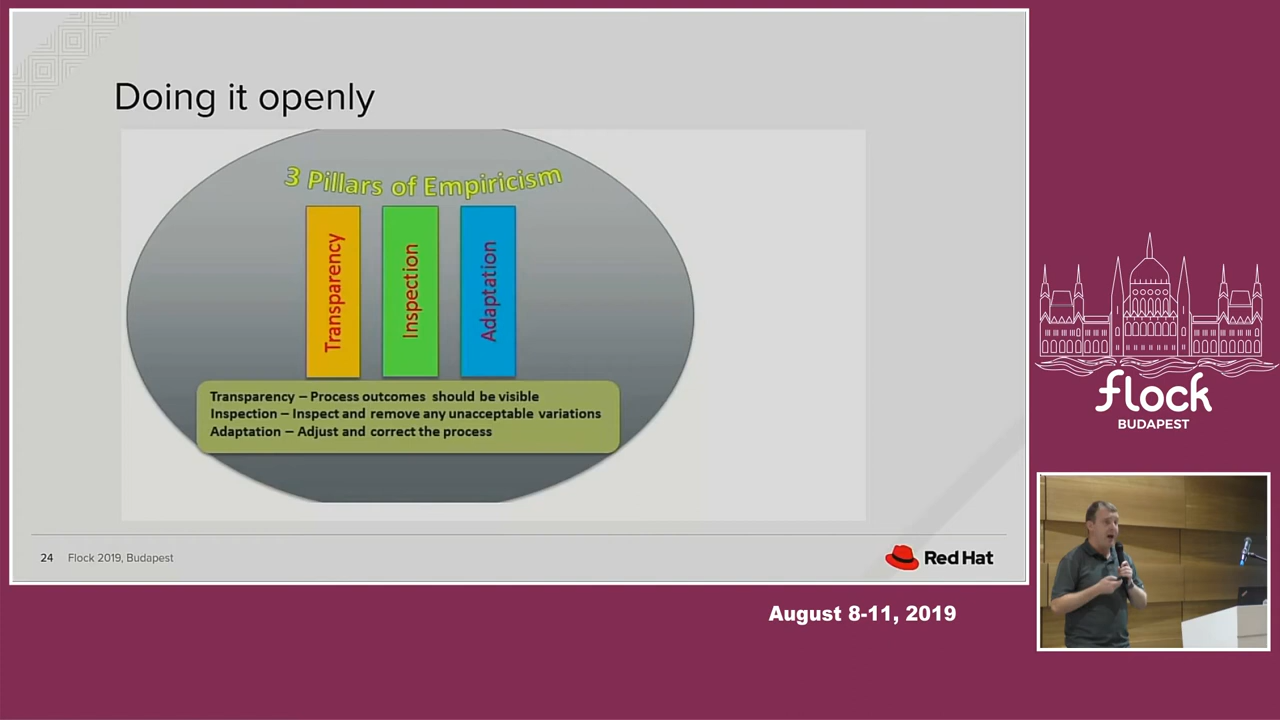 Doing it openly
3 Pillars of Empiricism
Transparency
Inspection
Adaptation
Transparency – Process outcomes should be visible
Inspection – Inspect and remove any unacceptable variations
Adaptation – Adjust and correct the process
24 Flock 2019, Budapest
Red Hat
flock
BUDAPEST
August 8-11, 2019